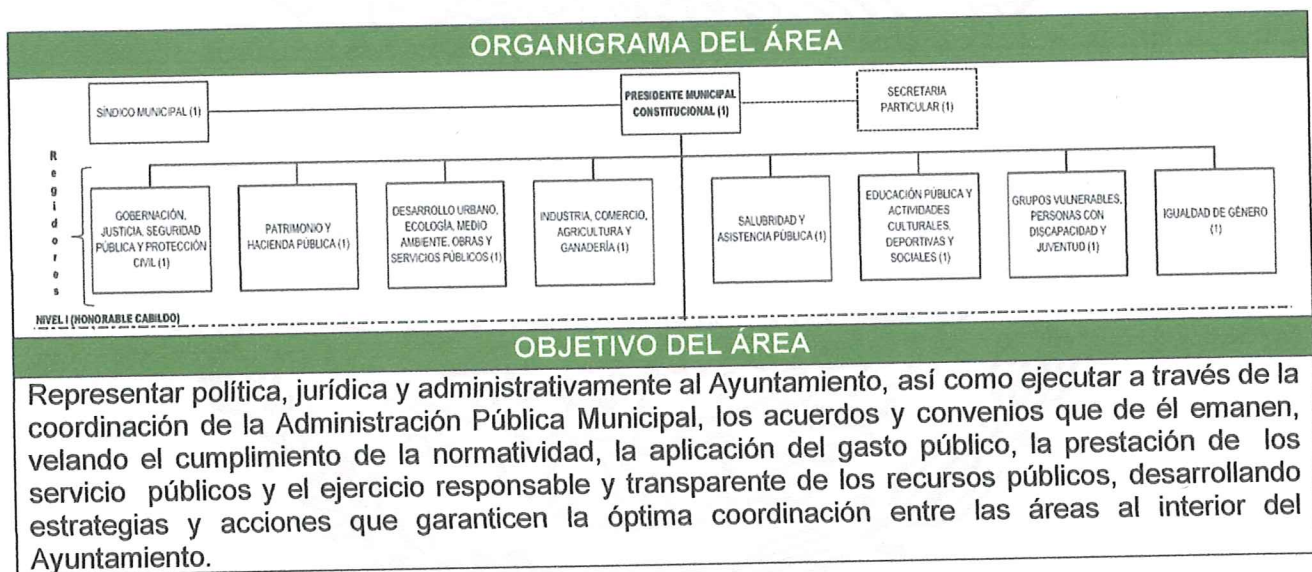 ORGANIGRAMA DEL ÁREA
SÍNDICO MUNICIPAL (1)
PRESIDENTE MUNICIPAL
CONSTITUCIONAL (1)
SECRETARIA
PARTICULAR (1)
Regidores
GOBERNACIÓN,
JUSTICIA, SEGURIDAD
PÚBLICA Y PROTECCIÓN
CIVIL (1)
PATRIMONIO Y
HACIENDA PÚBLICA (1)
DESARROLLO URBANO,
ECOLOGÍA, MEDIO
AMBIENTE, OBRAS Y
SERVICIOS PÚBLICOS (1)
INDUSTRIA, COMERCIO,
AGRICULTURA Y
GANADERÍA (1)
SALUBRIDAD Y
ASISTENCIA PÚBLICA (1)
EDUCACIÓN PÚBLICA Y
ACTIVIDADES
CULTURALES,
DEPORTIVAS Y
SOCIALES (1)
GRUPOS VULNERABLES,
PERSONAS CON
DISCAPACIDAD Y
JUVENTUD (1)
IGUALDAD DE GÉNERO
(1)
NIVEL I (HONORABLE CABILDO)
OBJETIVO DEL ÁREA
Representar política, jurídica y administrativamente al Ayuntamiento, así como ejecutar a través de la
coordinación de la Administración Pública Municipal, los acuerdos y convenios que de él emanen,
velando el cumplimiento de la normatividad, la aplicación del gasto público, la prestación de los
servicio públicos y el ejercicio responsable y transparente de los recursos públicos, desarrollando
estrategias y acciones que garanticen la óptima coordinación entre las áreas al interior del
Ayuntamiento.